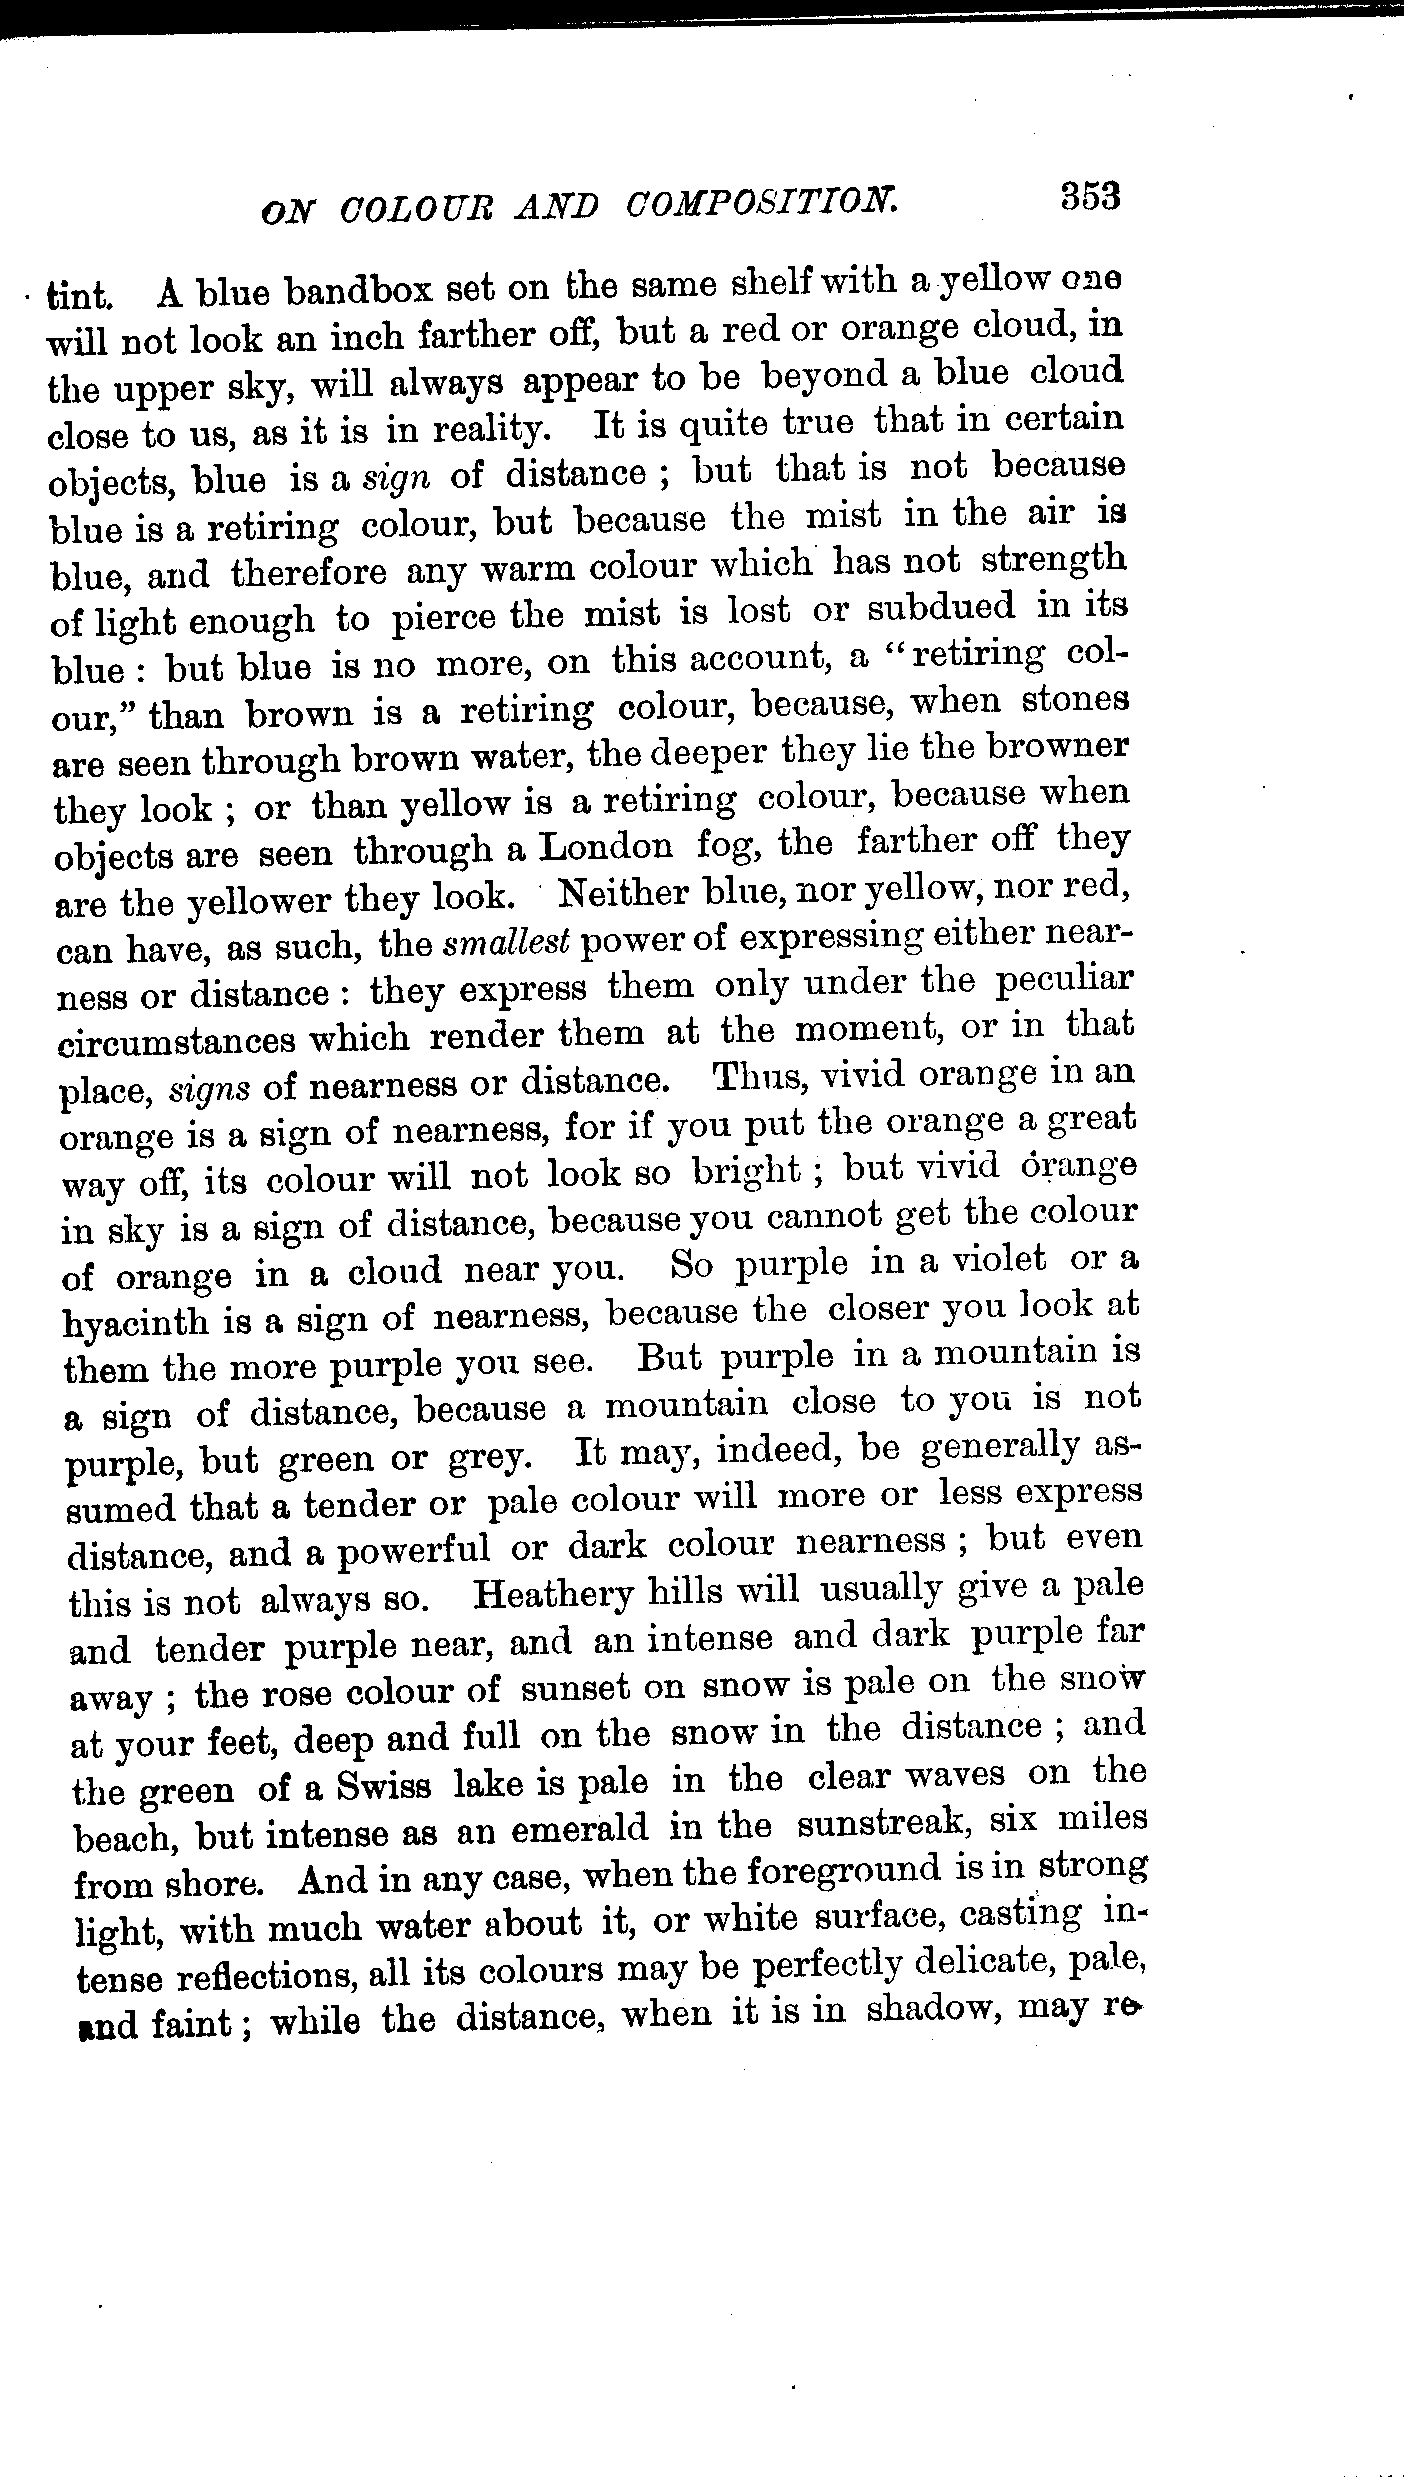 ON COLOUR AND COMPOSITION. 353
tint. A blue bandbox set on the same shelf with a yellow one
will not look an inch farther off, but a red or orange cloud, in
the upper sky, will always appear to be beyond a blue cloud
close to us, as it is in reality. It is quite true that in certain
objects, blue is a sign of distance ; but that is not because
blue is a retiring colour, but because the mist in the air is
blue, and therefore any warm colour which has not strength
of light enough to pierce the mist is lost or subdued in its
blue : but blue is no more, on this account, a “retiring col-
our,” than brown is a retiring colour, because, when stones
are seen through brown water, the deeper they lie the browner
they look ; or than yellow is a retiring colour, because when
objects are seen through a London fog, the farther off they
are the yellower they look. Neither blue, nor yellow, nor red,
can have, as such, the smallest power of expressing either near-
ness or distance : they express them only under the peculiar
circumstances which render them at the moment, or in that
place, signs of nearness or distance. Thus, vivid orange in an
orange is a sign of nearness, for if you put the orange a great
way off, its colour will not look so bright ; but vivid orange
in sky is a sign of distance, because you cannot get the colour
of orange in a cloud near you. So purple in a violet or a
hyacinth is a sign of nearness, because the closer you look at
them the more purple you see. But purple in a mountain is
a sign of distance, because a mountain close to you is not
purple, but green or grey. It may, indeed, be generally as-
sumed that a tender or pale colour will more or less express
distance, and a powerful or dark colour nearness ; but even
this is not always so. Heathery hills will usually give a pale
and tender purple near, and an intense and dark purple far
away ; the rose colour of sunset on snow is pale on the snow
at your feet, deep and full on the snow in the distance ; and
the green of a Swiss lake is pale in the clear waves on the
beach, but intense as an emerald in the sunstreak, six miles
from shore. And in any case, when the foreground is in strong
light, with much water about it, or white surface, casting in-
tense reflections, all its colours may be perfectly delicate, pale,
and faint ; while the distance, when it is in shadow, may re-